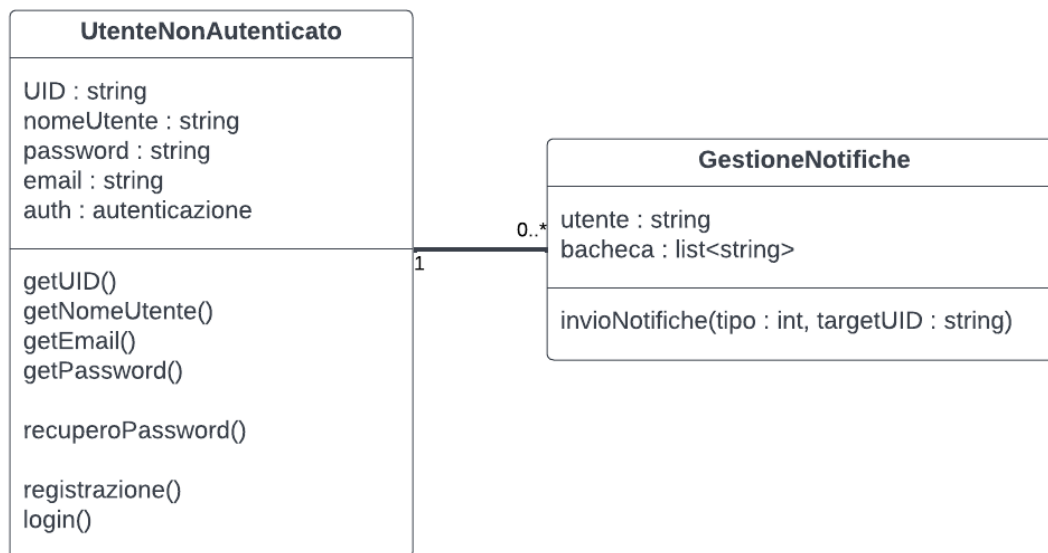 UtenteNonAutenticato
UID : string
nomeUtente : string
password : string
email : string
auth : autenticazione
getUID()
getNomeUtente()
getEmail()
getPassword()
recuperoPassword()
registrazione()
login()
1
0..*
GestioneNotifiche
utente : string
bacheca : list<string>
invioNotifiche(tipo : int, targetUID : string)